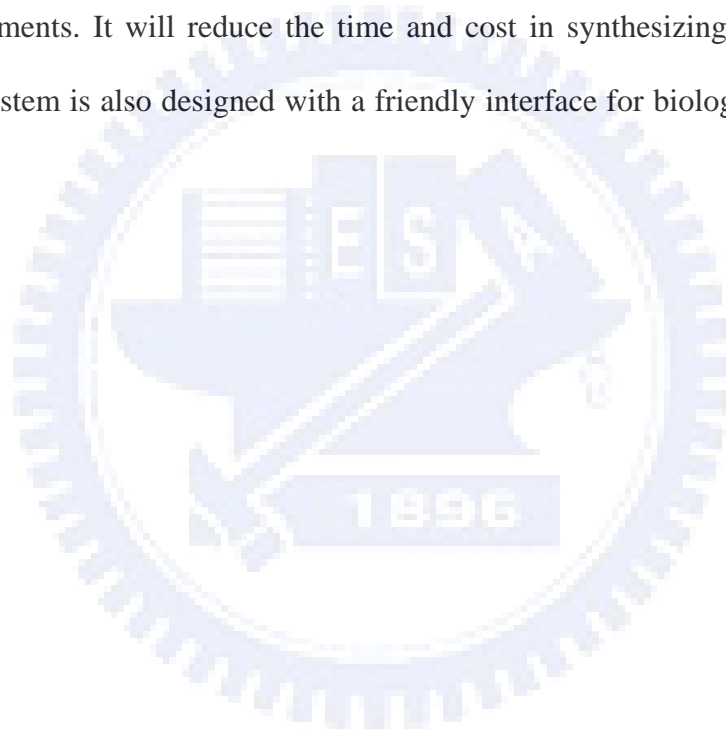 ments. It will reduce the time and cost in synthesizing
stem is also designed with a friendly interface for biolog
E S A
1896